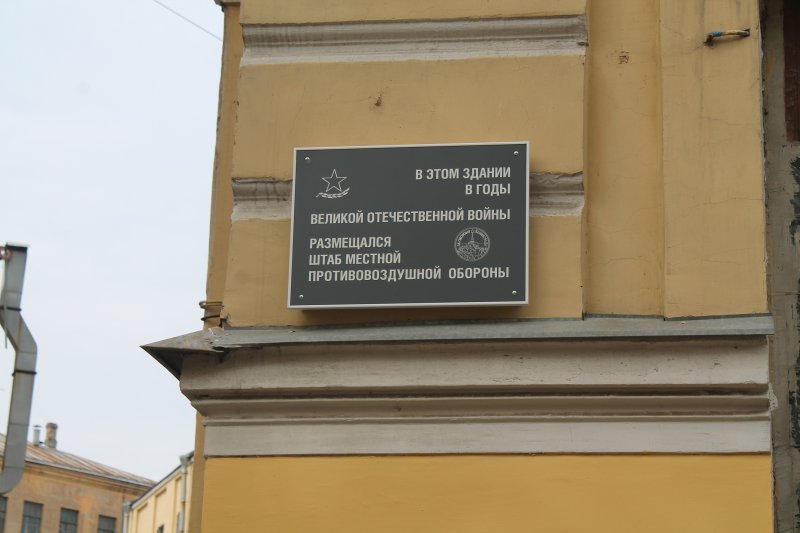 В ЭТОМ ЗДАНИИ
В ГОДЫ
ВЕЛИКОЙ ОТЕЧЕСТВЕННОЙ ВОЙНЫ
РАЗМЕЩАЛСЯ
ШТАБ МЕСТНОЙ
ПРОТИВОВОЗДУШНОЙ ОБОРОНЫ